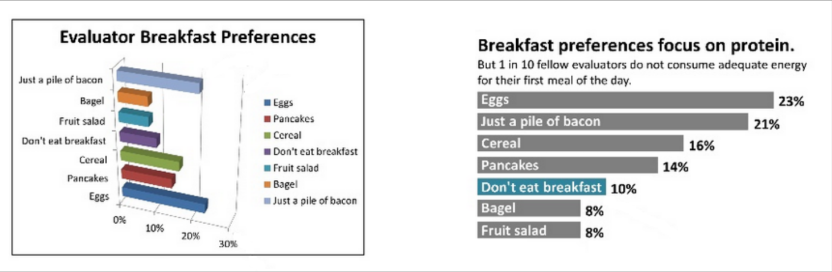 Evaluator Breakfast Preferences
Just a pile of bacon
Bagel
Fruit salad
Don't eat breakfast
Cereal
Pancakes
Eggs
0%
10%
20%
30%
Eggs
Pancakes
Cereal
Don't eat breakfast
Fruit salad
Bagel
Just a pile of bacon
Breakfast preferences focus on protein.
But 1 in 10 fellow evaluators do not consume adequate energy
for their first meal of the day.
Eggs 23%
Just a pile of bacon 21%
Cereal 16%
Pancakes 14%
Don't eat breakfast 10%
Bagel 8%
Fruit salad 8%